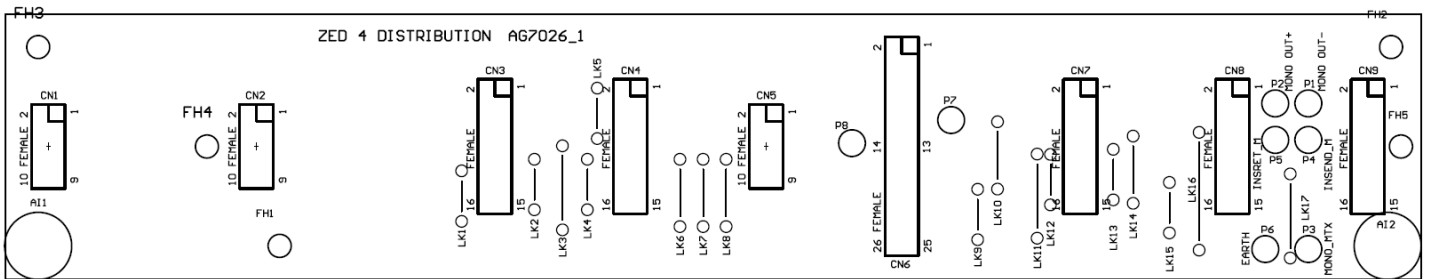 FH3
FH2
ZED 4 DISTRIBUTION AG7026_1
MONO OUT+
MONO OUT-
CN1
2 1
10 FEMALE 9
AI1
FH4
CN2
2 1
10 FEMALE 9
FH1
CN3
2 1
FEMALE
16 15
LK1
LK2
LK3
LK4
LK5
CN4
2 1
FEMALE
16 15
LK6
LK7
LK8
CN5
2 1
10 FEMALE 9
P8
2 1
14 13
26 FEMALE 25
CN6
P7
LK9
LK10
LK11
LK12
CN7
2 1
FEMALE
16 15
LK13
LK14
LK15
LK16
CN8
2 1
FEMALE
16 15
P2
P1
P5
P4
INSRET_M
INSEND_M
EARTH
P6
P3
LK17
MONO_MTX
CN9
2 1
FEMALE
16 15
FH5
AI2